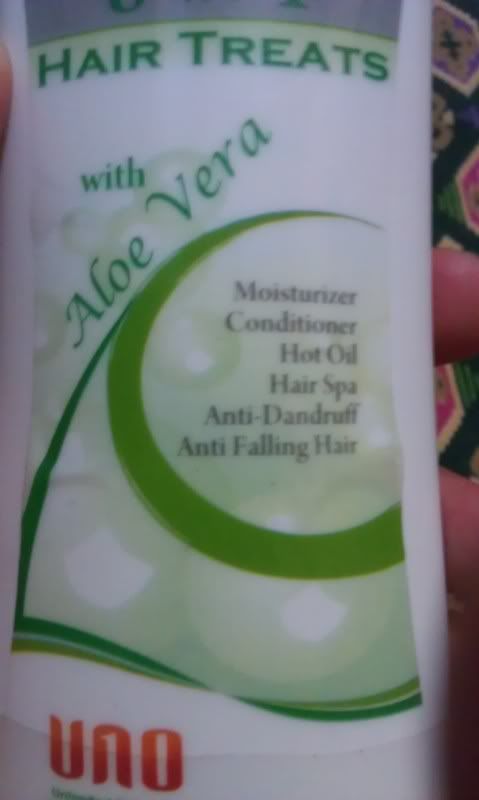 HAIR TREATS
with
Aloe Vera
Moisturizer
Conditioner
Hot Oil
Hair Spa
Anti-Dandruff
Anti Falling Hair
UNO